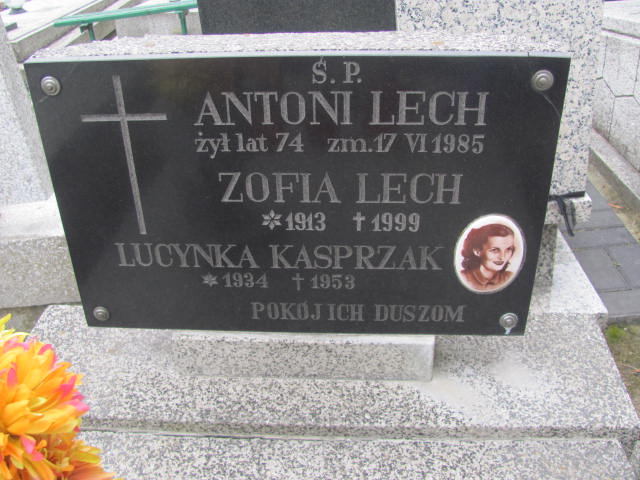 Ś.P.
ANTONI LECH
żył lat 74 zm.17 VI 1985
ZOFIA LECH
✲1913 †1999
LUCYNKA KASPRZAK
✲1934 †1953
POKÓJ ICH DUSZOM